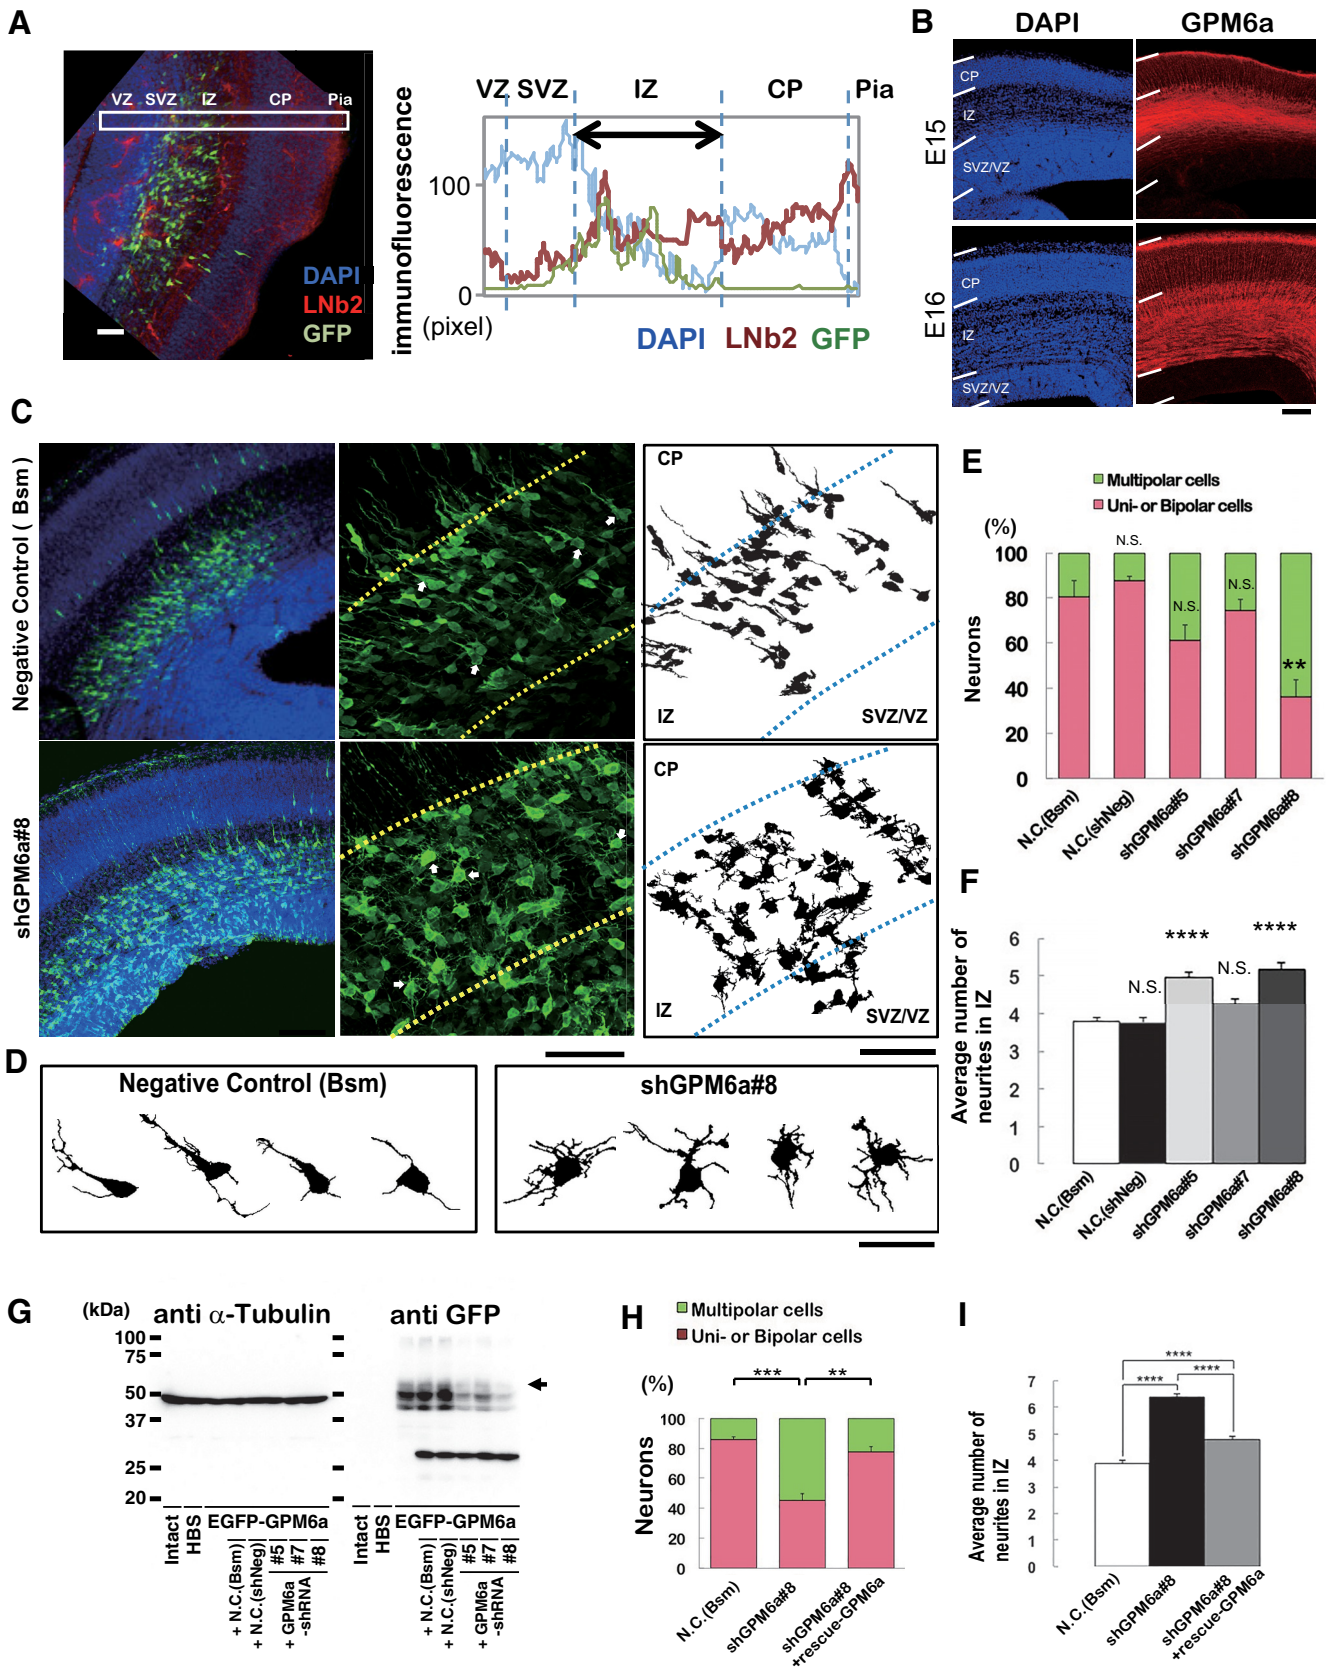 A
VZ SVZ IZ CP Pia
DAPI
LNb2
GFP
immunofluorescence
VZ SVZ IZ CP Pia
100
0
(pixel)
DAPI LNb2 GFP
B
DAPI GPM6a
E15
CP
IZ
SVZ/VZ
E16
CP
IZ
SVZ/VZ
C
Negative Control ( Bsm )
CP
IZ SVZ/VZ
shGPM6a#8
CP
IZ SVZ/VZ
D
Negative Control (Bsm)
shGPM6a#8
E
Multipolar cells
Uni- or Bipolar cells
(%)
Neurons
100
80
60
40
20
0
N.S.
N.S.
N.S.
**
N.C.(Bsm)
N.C.(shNeg)
shGPM6a#5
shGPM6a#7
shGPM6a#8
F
Average number of
neurites in IZ
6
5
4
3
2
1
0
N.S.
****
N.S.
****
N.C.(Bsm)
N.C.(shNeg)
shGPM6a#5
shGPM6a#7
shGPM6a#8
G
(kDa) anti α-Tubulin anti GFP
100
75
50
37
25
20
Intact
HBS
EGFP-GPM6a
+ N.C.(Bsm)
+ N.C.(shNeg)
#5
#7
#8
+ GPM6a
-shRNA
Intact
HBS
EGFP-GPM6a
+ N.C.(Bsm)
+ N.C.(shNeg)
#5
#7
#8
+ GPM6a
-shRNA
H
Multipolar cells
Uni- or Bipolar cells
(%)
*** **
Neurons
100
80
60
40
20
0
N.C.(Bsm)
shGPM6a#8
shGPM6a#8
+rescue-GPM6a
I
Average number of
neurites in IZ
****
**** ****
7
6
5
4
3
2
1
0
N.C.(Bsm)
shGPM6a#8
shGPM6a#8
+rescue-GPM6a